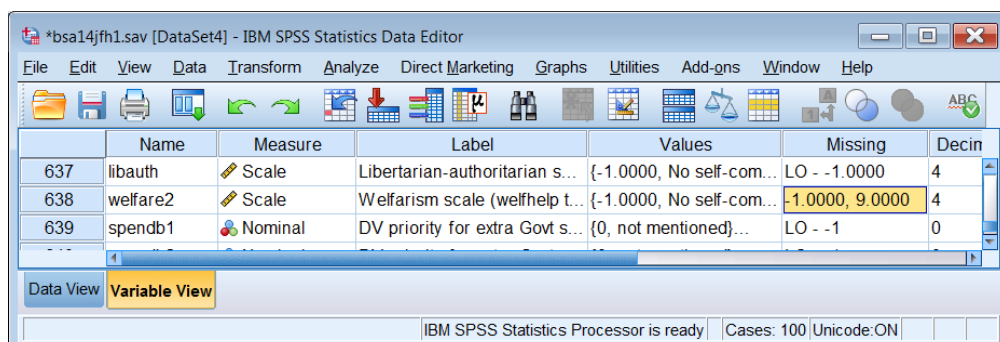 *bsa14jfh1.sav [DataSet4] - IBM SPSS Statistics Data Editor
File Edit View Data Transform Analyze Direct Marketing Graphs Utilities Add-ons Window Help
Name Measure Label Values Missing Decim
637 libauth Scale Libertarian-authoritarian s... {-1.0000, No self-com... LO - -1.0000 4
638 welfare2 Scale Welfarism scale (welfhelp t... {-1.0000, No self-com... -1.0000, 9.0000 4
639 spendb1 Nominal DV priority for extra Govt s... {0, not mentioned}... LO - -1 0
Data View Variable View
IBM SPSS Statistics Processor is ready Cases: 100 Unicode:ON